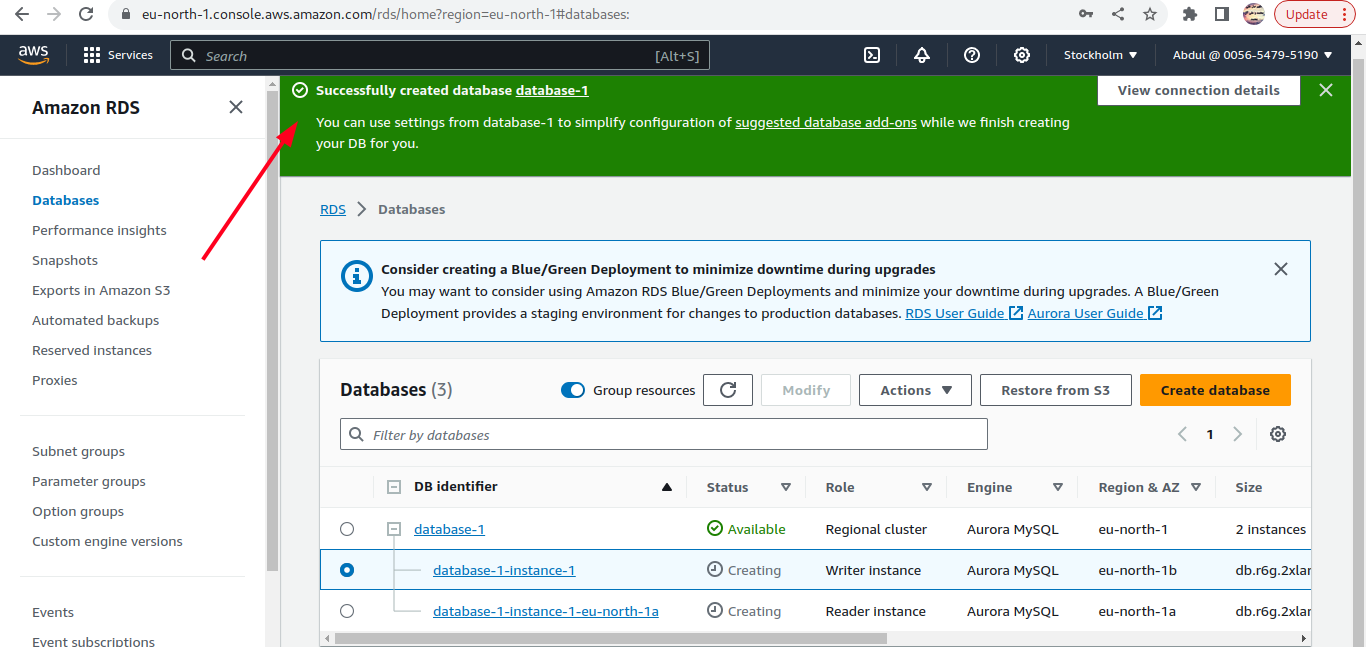 eu-north-1.console.aws.amazon.com/rds/home?region=eu-north-1#databases:
Update
aws
Services
Search
[Alt+S]
Stockholm
Abdul @ 0056-5479-5190
Amazon RDS
Dashboard
Databases
Performance insights
Snapshots
Exports in Amazon S3
Automated backups
Reserved instances
Proxies
Subnet groups
Parameter groups
Option groups
Custom engine versions
Events
Event subscriptions
Successfully created database database-1
View connection details
You can use settings from database-1 to simplify configuration of suggested database add-ons while we finish creating
your DB for you.
RDS > Databases
Consider creating a Blue/Green Deployment to minimize downtime during upgrades
You may want to consider using Amazon RDS Blue/Green Deployments and minimize your downtime during upgrades. A Blue/Green
Deployment provides a staging environment for changes to production databases. RDS User Guide Aurora User Guide
Databases (3)
Group resources
Modify
Actions
Restore from S3
Create database
Filter by databases
1
DB identifier Status Role Engine Region & AZ Size
database-1 Available Regional cluster Aurora MySQL eu-north-1 2 instances
database-1-instance-1 Creating Writer instance Aurora MySQL eu-north-1b db.r6g.2xlar
database-1-instance-1-eu-north-1a Creating Reader instance Aurora MySQL eu-north-1a db.r6g.2xlar